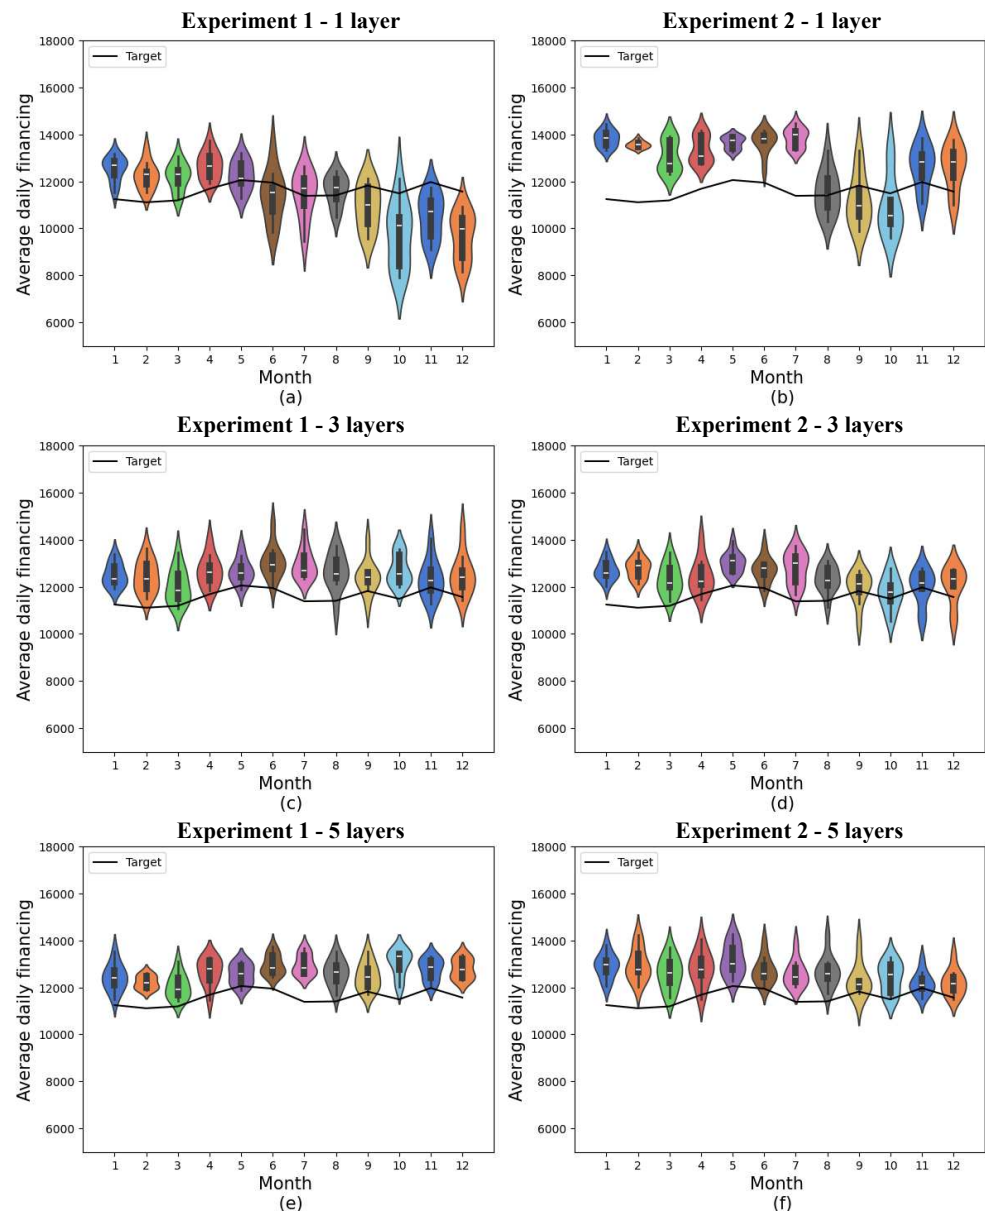 Experiment 1 - 1 layer
Target
Average daily financing
18000
16000
14000
12000
10000
8000
6000
1 2 3 4 5 6 7 8 9 10 11 12
Month
(a)
Experiment 2 - 1 layer
Target
Average daily financing
18000
16000
14000
12000
10000
8000
6000
1 2 3 4 5 6 7 8 9 10 11 12
Month
(b)
Experiment 1 - 3 layers
Target
Average daily financing
18000
16000
14000
12000
10000
8000
6000
1 2 3 4 5 6 7 8 9 10 11 12
Month
(c)
Experiment 2 - 3 layers
Target
Average daily financing
18000
16000
14000
12000
10000
8000
6000
1 2 3 4 5 6 7 8 9 10 11 12
Month
(d)
Experiment 1 - 5 layers
Target
Average daily financing
18000
16000
14000
12000
10000
8000
6000
1 2 3 4 5 6 7 8 9 10 11 12
Month
(e)
Experiment 2 - 5 layers
Target
Average daily financing
18000
16000
14000
12000
10000
8000
6000
1 2 3 4 5 6 7 8 9 10 11 12
Month
(f)